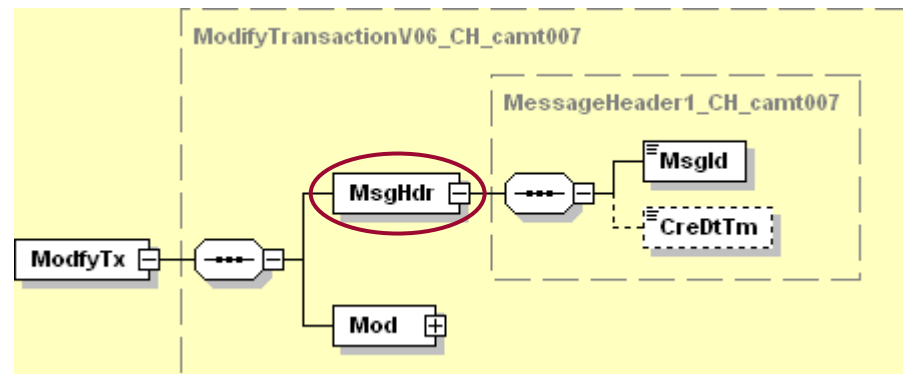 ModifyTransactionV06_CH_camt007
MessageHeader1_CH_camt007
MsgId
MsgHdr
CreDtTm
ModfyTx
Mod